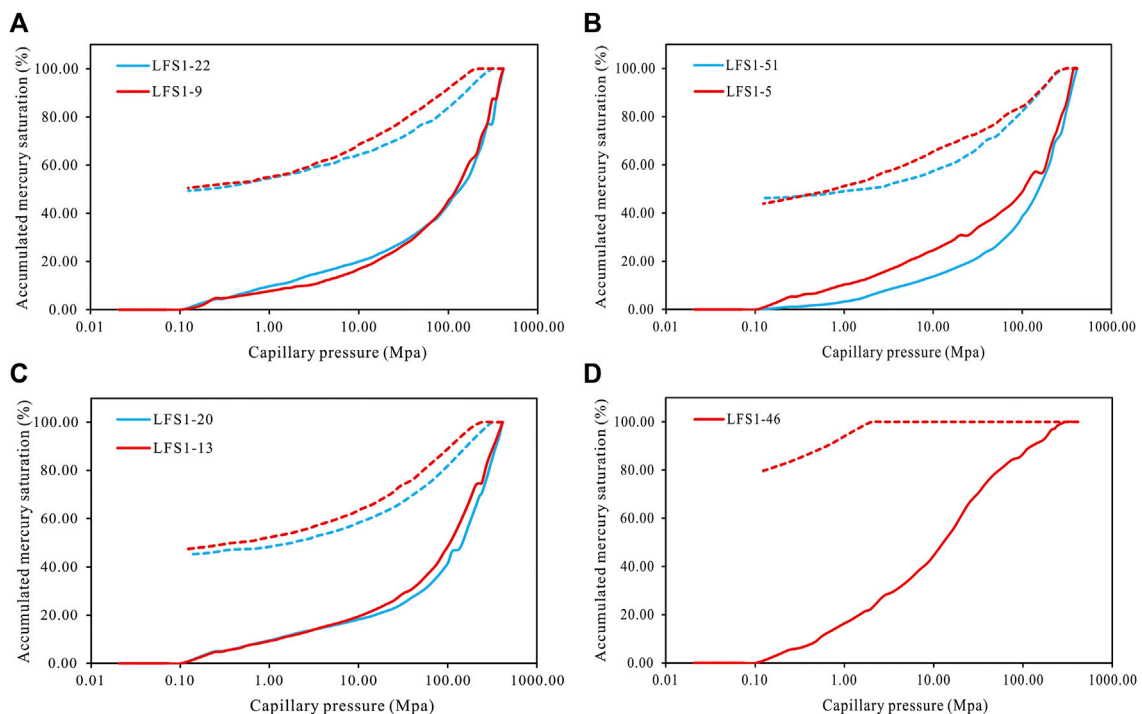 A
Accumulated mercury saturation (%)
100.00
80.00
60.00
40.00
20.00
0.00
LFS1-22
LFS1-9
0.01 0.10 1.00 10.00 100.00 1000.00
Capillary pressure (Mpa)
B
Accumulated mercury saturation (%)
100.00
80.00
60.00
40.00
20.00
0.00
LFS1-51
LFS1-5
0.01 0.10 1.00 10.00 100.00 1000.00
Capillary pressure (Mpa)
C
Accumulated mercury saturation (%)
100.00
80.00
60.00
40.00
20.00
0.00
LFS1-20
LFS1-13
0.01 0.10 1.00 10.00 100.00 1000.00
Capillary pressure (Mpa)
D
Accumulated mercury saturation (%)
100.00
80.00
60.00
40.00
20.00
0.00
LFS1-46
0.01 0.10 1.00 10.00 100.00 1000.00
Capillary pressure (Mpa)